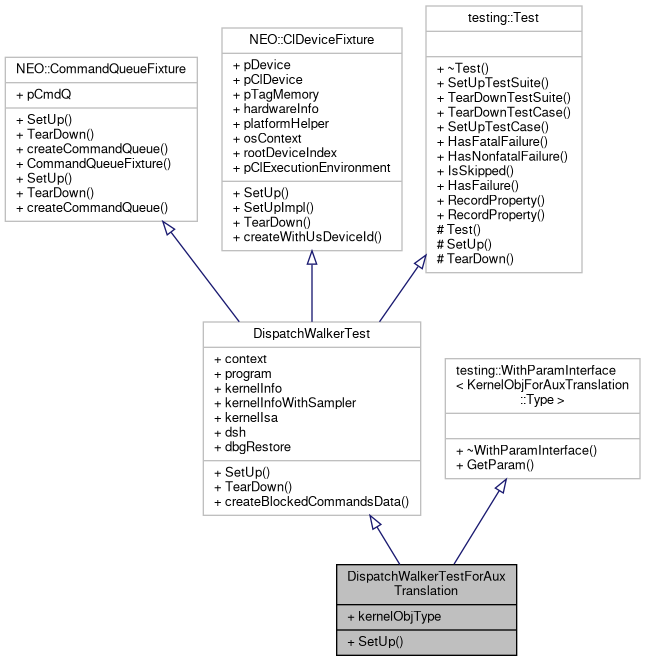 NEO::CommandQueueFixture
+ pCmdQ
+ SetUp()
+ TearDown()
+ createCommandQueue()
+ CommandQueueFixture()
+ SetUp()
+ TearDown()
+ createCommandQueue()
NEO::ClDeviceFixture
+ pDevice
+ pClDevice
+ pTagMemory
+ hardwareInfo
+ platformHelper
+ osContext
+ rootDeviceIndex
+ pClExecutionEnvironment
+ SetUp()
+ SetUpImpl()
+ TearDown()
+ createWithUsDeviceId()
testing::Test
+ ~Test()
+ SetUpTestSuite()
+ TearDownTestSuite()
+ TearDownTestCase()
+ SetUpTestCase()
+ HasFatalFailure()
+ HasNonfatalFailure()
+ IsSkipped()
+ HasFailure()
+ RecordProperty()
+ RecordProperty()
# Test()
# SetUp()
# TearDown()
DispatchWalkerTest
+ context
+ program
+ kernelInfo
+ kernelInfoWithSampler
+ kernelIsa
+ dsh
+ dbgRestore
+ SetUp()
+ TearDown()
+ createBlockedCommandsData()
testing::WithParamInterface
< KernelObjForAuxTranslation
::Type >
+ ~WithParamInterface()
+ GetParam()
DispatchWalkerTestForAux
Translation
+ kernelObjType
+ SetUp()